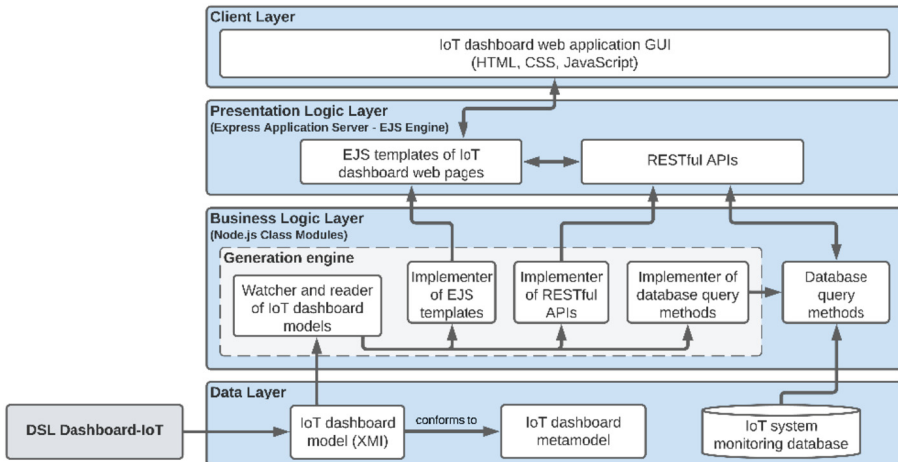 Client Layer
IoT dashboard web application GUI
(HTML, CSS, JavaScript)
Presentation Logic Layer
(Express Application Server - EJS Engine)
EJS templates of IoT
dashboard web pages
RESTful APIs
Business Logic Layer
(Node.js Class Modules)
Generation engine
Watcher and reader
of IoT dashboard
models
Implementer
of EJS
templates
Implementer
of RESTful
APIs
Implementer of
database query
methods
Database
query
methods
Data Layer
DSL Dashboard-IoT
IoT dashboard
model (XMI)
conforms to
IoT dashboard
metamodel
IoT system
monitoring database